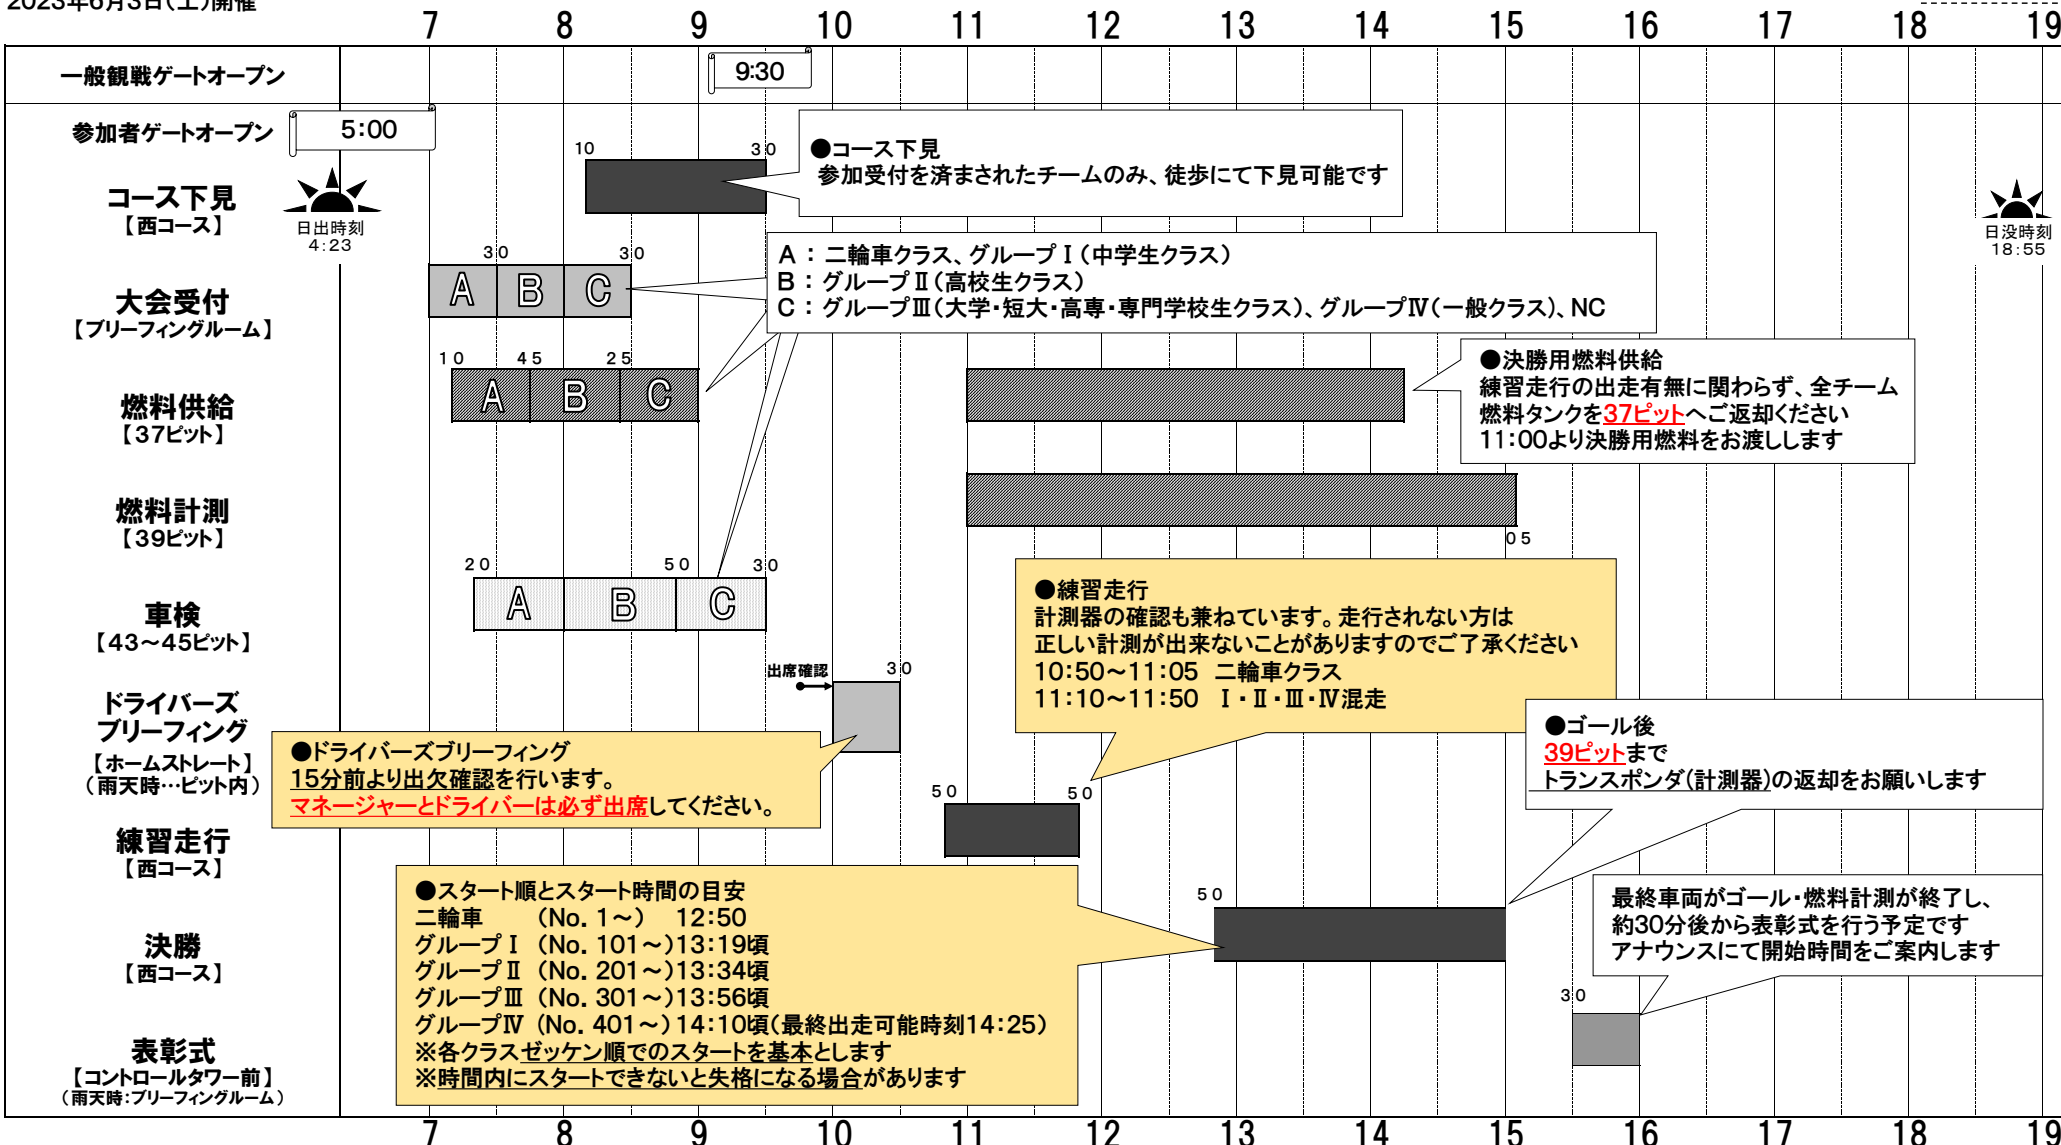 2023年6月3日(土)開催
7 8 9 10 11 12 13 14 15 16 17 18 19
一般観戦ゲートオープン
9:30
参加者ゲートオープン
5:00
コース下見
【西コース】
日出時刻
4:23
10 30
●コース下見
参加受付を済まされたチームのみ、徒歩にて下見可能です
日没時刻
18:55
大会受付
【ブリーフィングルーム】
30 30
A B C
A : 二輪車クラス、グループⅠ(中学生クラス)
B : グループⅡ(高校生クラス)
C : グループⅢ(大学・短大・高専・専門学校生クラス)、グループⅣ(一般クラス)、NC
燃料供給
【37ピット】
10 45 25
A B C
●決勝用燃料供給
練習走行の出走有無に関わらず、全チーム
燃料タンクを37ピットへご返却ください
11:00より決勝用燃料をお渡しします
燃料計測
【39ピット】
05
車検
【43～45ピット】
20 50 30
A B C
●練習走行
計測器の確認も兼ねています。走行されない方は
正しい計測が出来ないことがありますのでご了承ください
10:50～11:05 二輪車クラス
11:10～11:50 Ⅰ・Ⅱ・Ⅲ・Ⅳ混走
ドライバーズ
ブリーフィング
【ホームストレート】
(雨天時…ピット内)
出席確認
30
●ドライバーズブリーフィング
15分前より出欠確認を行います。
マネージャーとドライバーは必ず出席してください。
●ゴール後
39ピットまで
トランスポンダ(計測器)の返却をお願いします
練習走行
【西コース】
50 50
決勝
【西コース】
50
●スタート順とスタート時間の目安
二輪車 (No. 1～) 12:50
グループⅠ (No. 101～)13:19頃
グループⅡ (No. 201～)13:34頃
グループⅢ (No. 301～)13:56頃
グループⅣ (No. 401～)14:10頃(最終出走可能時刻14:25)
※各クラスゼッケン順でのスタートを基本とします
※時間内にスタートできないと失格になる場合があります
最終車両がゴール・燃料計測が終了し、
約30分後から表彰式を行う予定です
アナウンスにて開始時間をご案内します
表彰式
【コントロールタワー前】
(雨天時:ブリーフィングルーム)
30
7 8 9 10 11 12 13 14 15 16 17 18 19